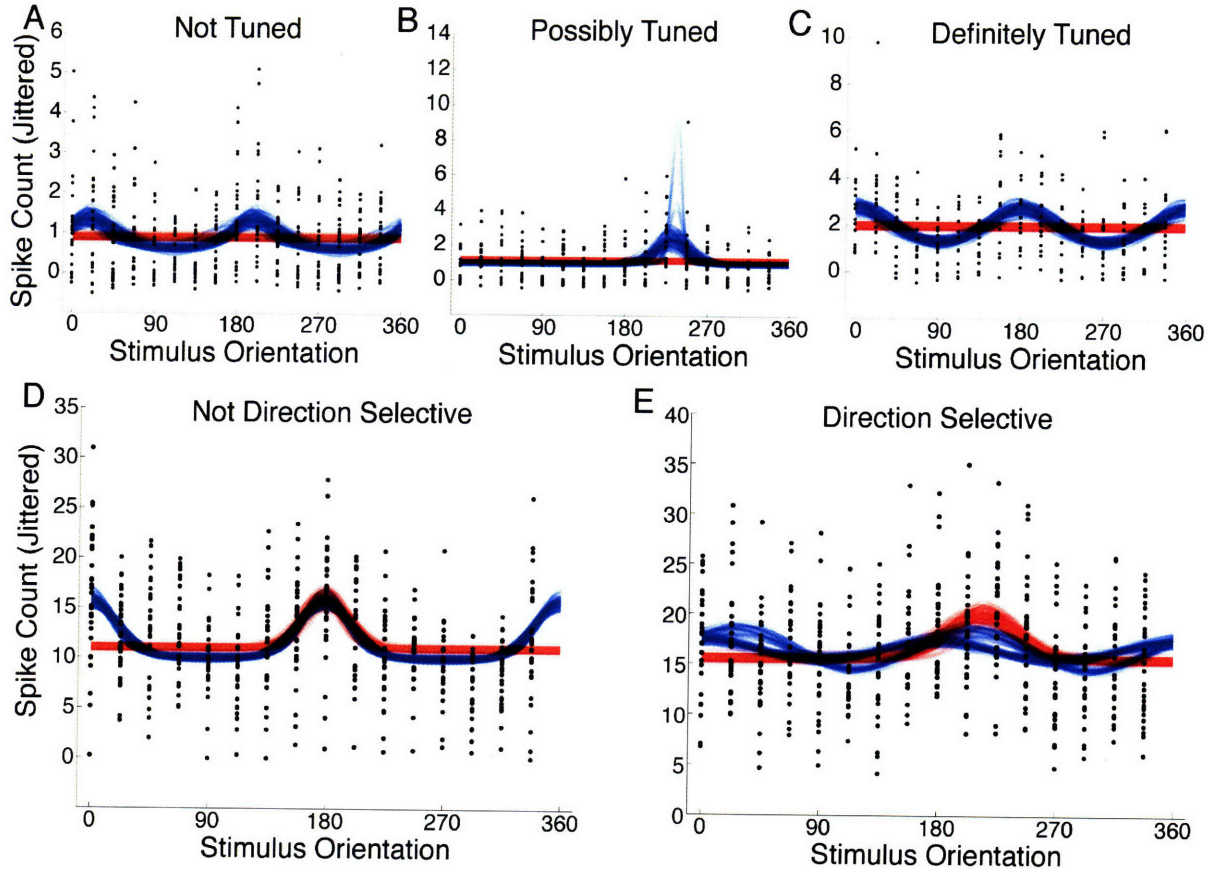 A
Not Tuned
6
5
4
3
2
1
0
Spike Count (Jittered)
0 90 180 270 360
Stimulus Orientation
B
Possibly Tuned
14
12
10
8
6
4
2
0
0 90 180 270 360
Stimulus Orientation
C
Definitely Tuned
10
8
6
4
2
0
0 90 180 270 360
Stimulus Orientation
D
Not Direction Selective
35
30
25
20
15
10
5
0
Spike Count (Jittered)
0 90 180 270 360
Stimulus Orientation
E
Direction Selective
40
35
30
25
20
15
10
5
0
0 90 180 270 360
Stimulus Orientation